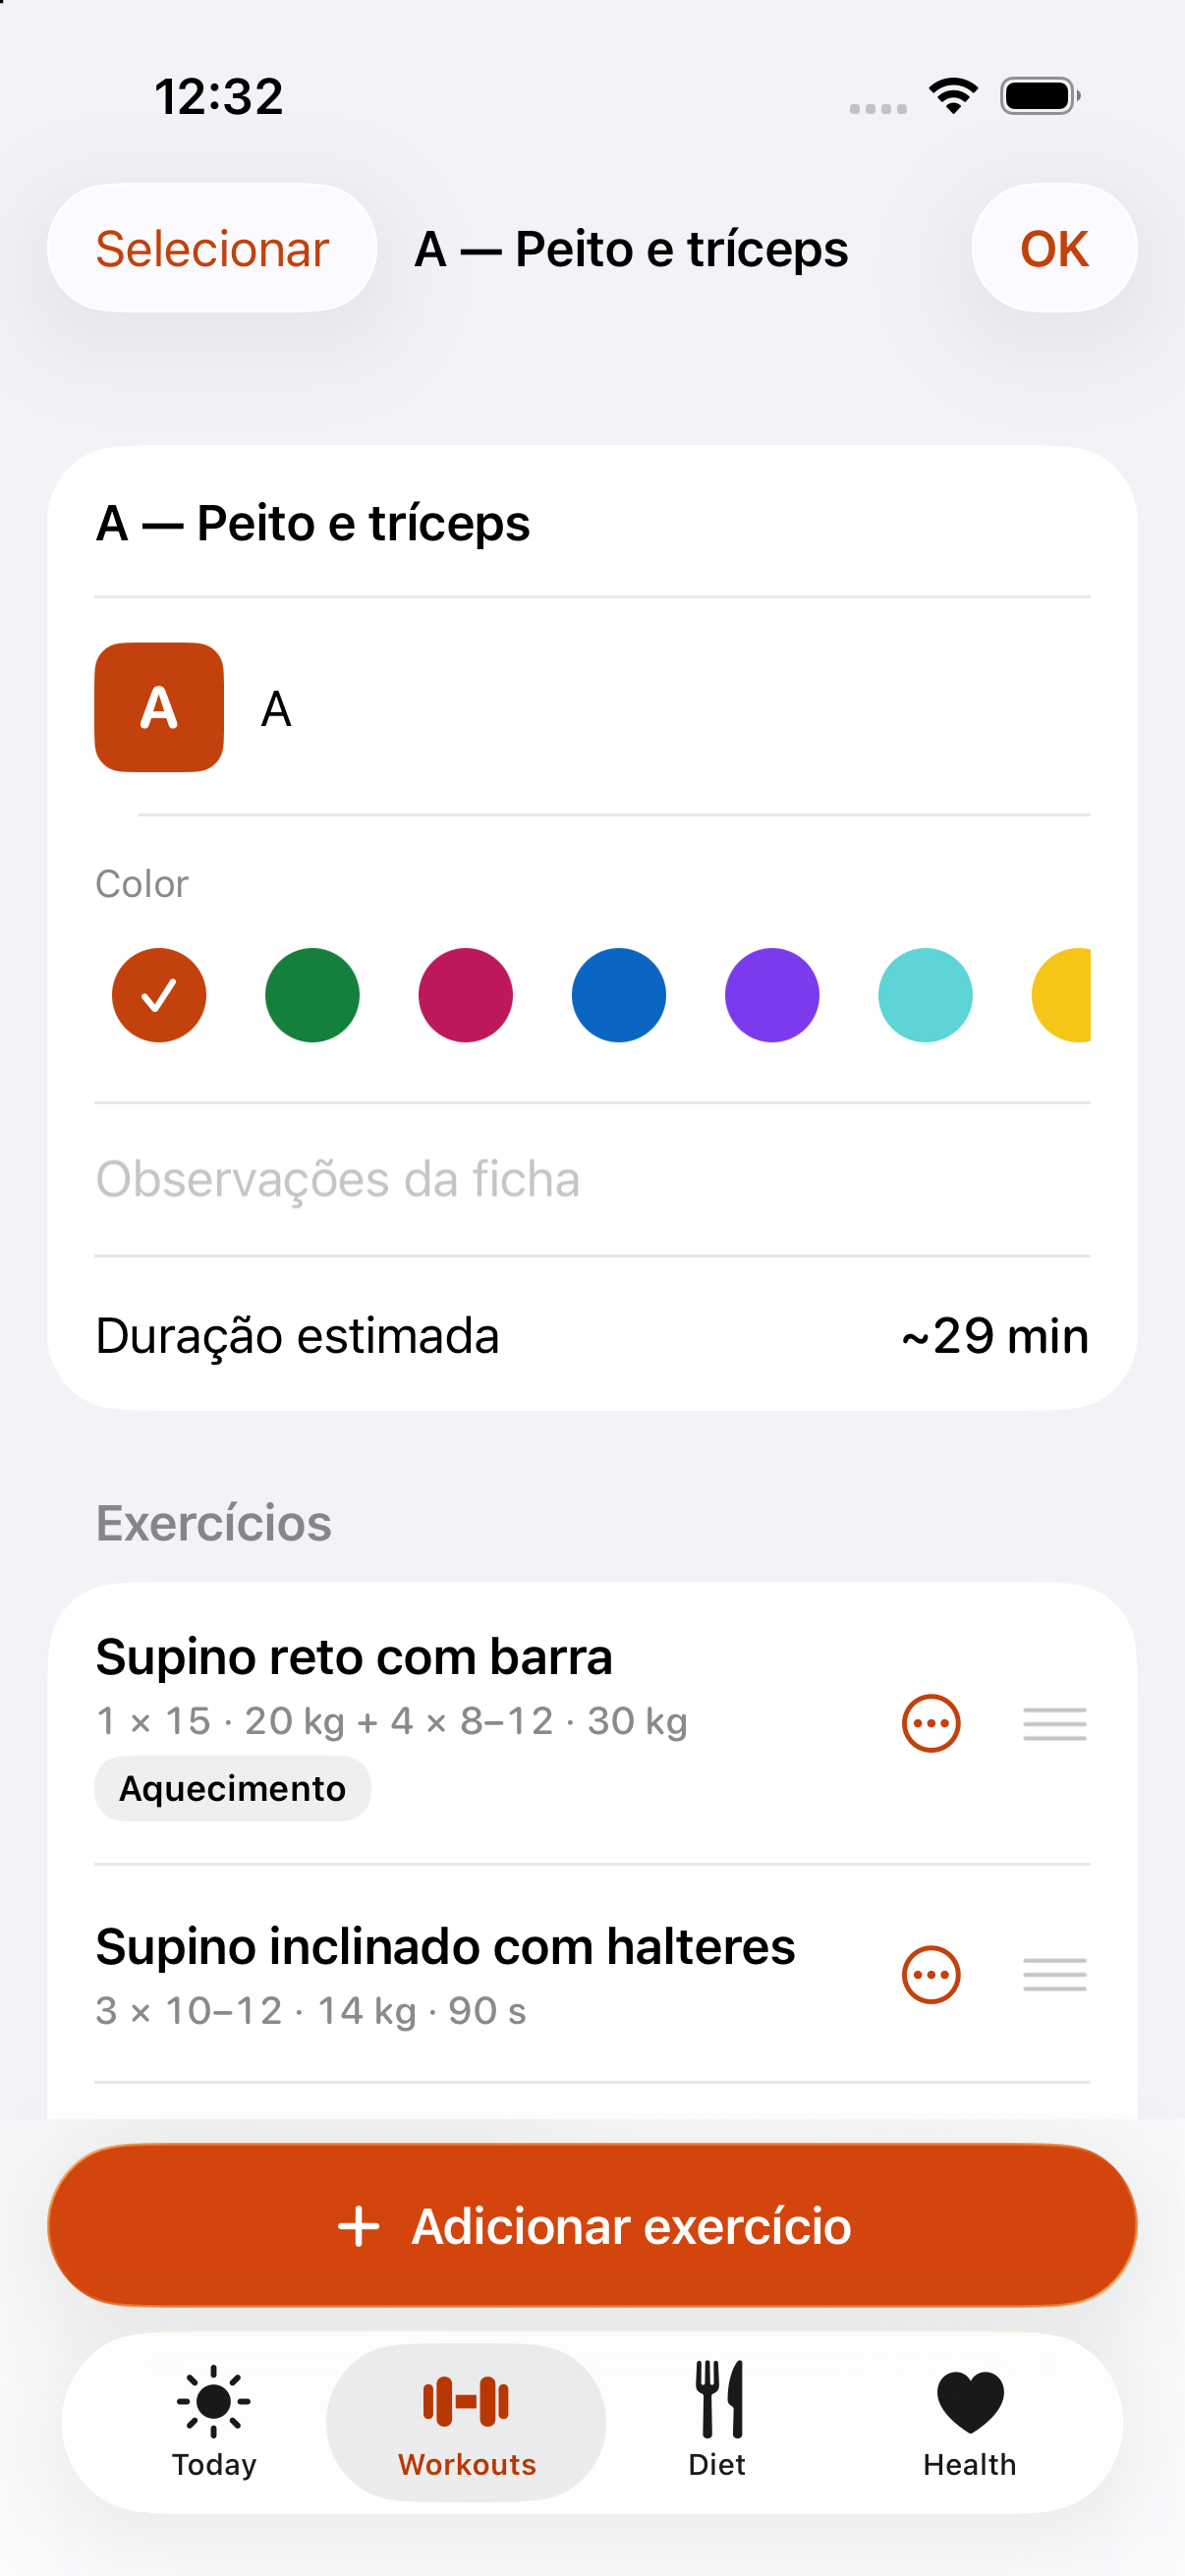 12:32
Selecionar
A — Peito e tríceps
OK
A — Peito e tríceps
A
A
Color
Observações da ficha
Duração estimada
~29 min
Exercícios
Supino reto com barra
1 × 15 · 20 kg + 4 × 8–12 · 30 kg
Aquecimento
Supino inclinado com halteres
3 × 10–12 · 14 kg · 90 s
+ Adicionar exercício
Today
Workouts
Diet
Health